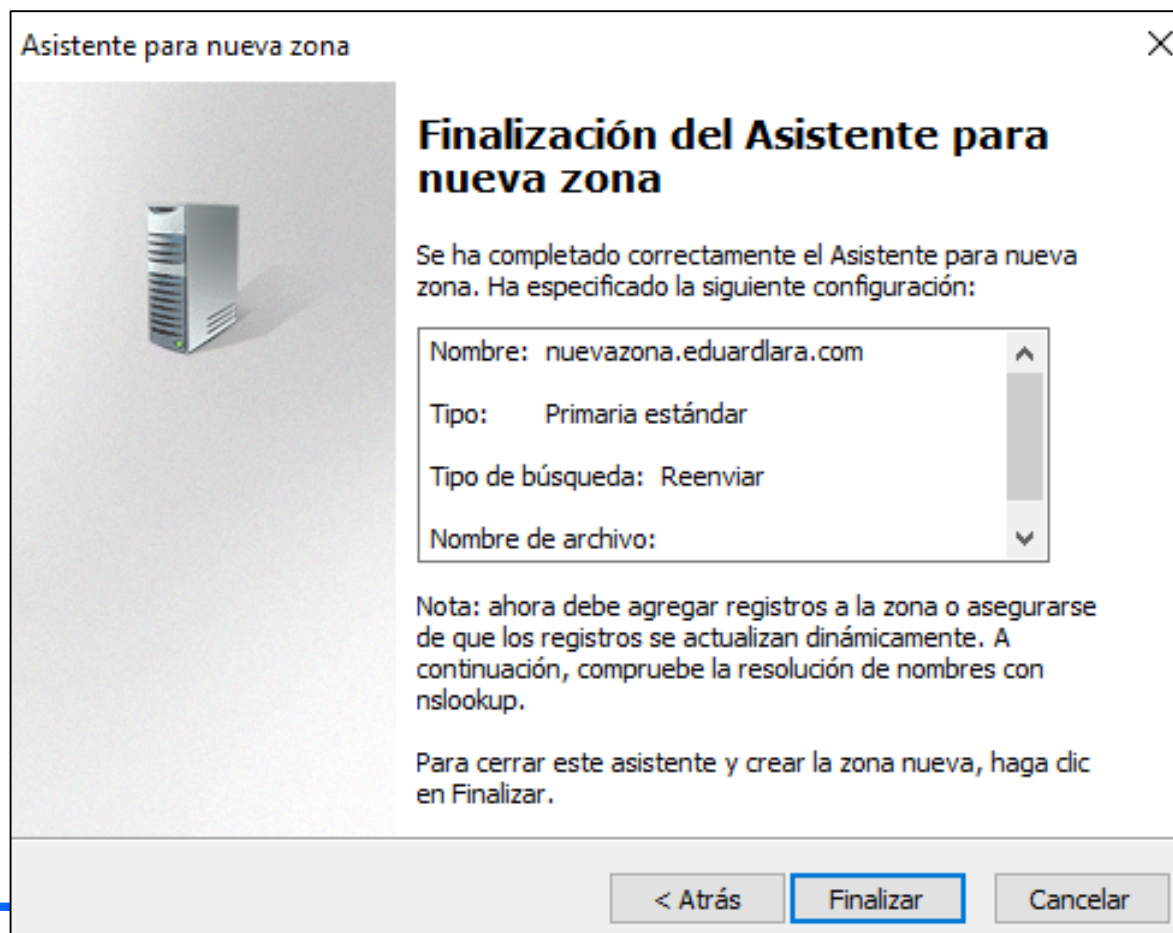 Asistente para nueva zona
Finalización del Asistente para
nueva zona
Se ha completado correctamente el Asistente para nueva
zona. Ha especificado la siguiente configuración:
Nombre: nuevazona.eduardlara.com
Tipo: Primaria estándar
Tipo de búsqueda: Reenviar
Nombre de archivo:
Nota: ahora debe agregar registros a la zona o asegurarse
de que los registros se actualizan dinámicamente. A
continuación, compruebe la resolución de nombres con
nslookup.
Para cerrar este asistente y crear la zona nueva, haga clic
en Finalizar.
< Atrás Finalizar Cancelar